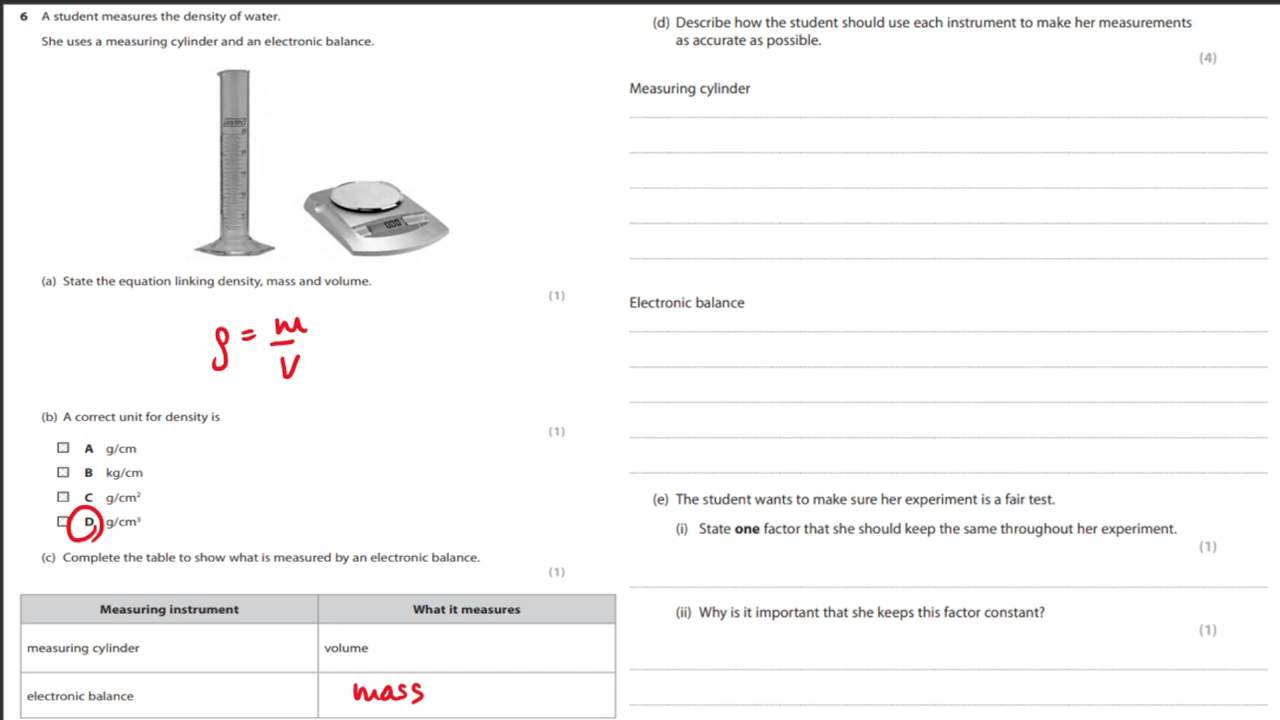 6 A student measures the density of water.
She uses a measuring cylinder and an electronic balance.
(a) State the equation linking density, mass and volume.
(1)
ρ = m
V
(b) A correct unit for density is
(1)
A g/cm
B kg/cm
C g/cm²
D g/cm³
(c) Complete the table to show what is measured by an electronic balance.
(1)
Measuring instrument What it measures
measuring cylinder volume
electronic balance mass
(d) Describe how the student should use each instrument to make her measurements
as accurate as possible.
(4)
Measuring cylinder
Electronic balance
(e) The student wants to make sure her experiment is a fair test.
(i) State one factor that she should keep the same throughout her experiment.
(1)
(ii) Why is it important that she keeps this factor constant?
(1)